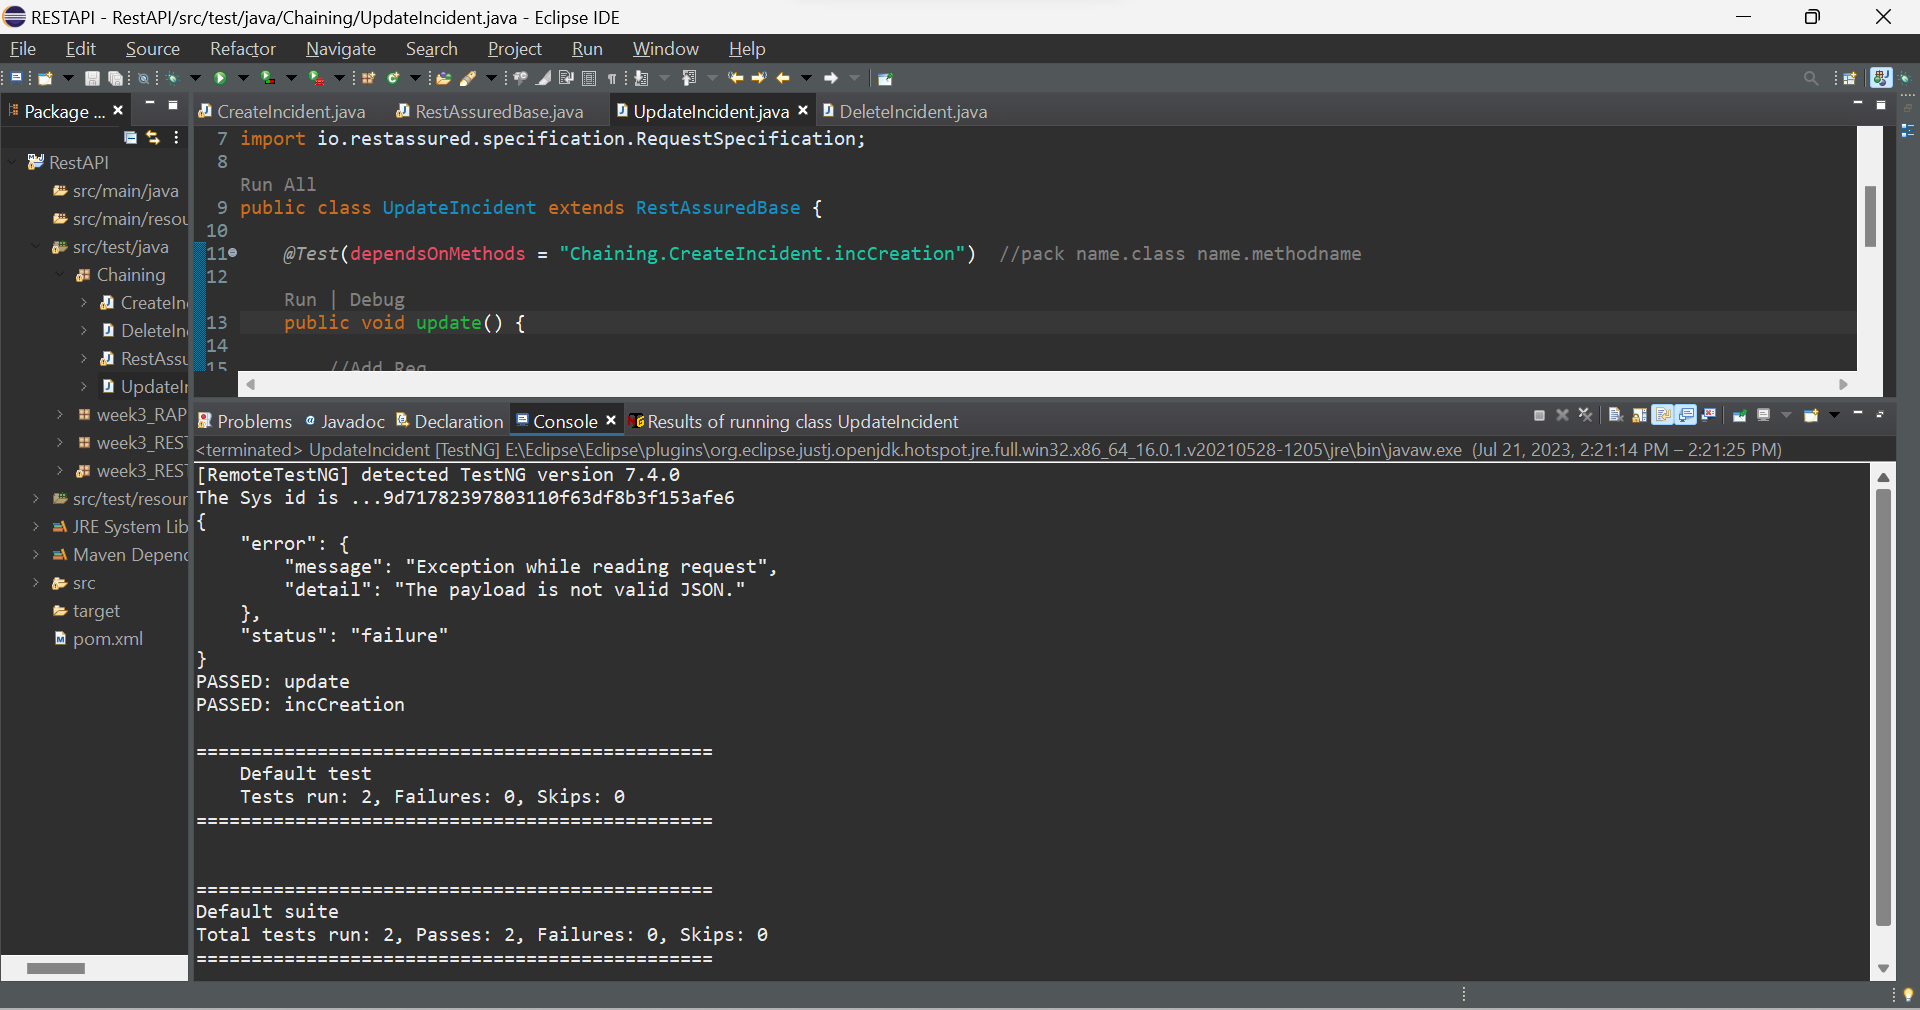 RESTAPI - RestAPI/src/test/java/Chaining/UpdateIncident.java - Eclipse IDE
File Edit Source Refactor Navigate Search Project Run Window Help
Package ...
CreateIncident.java RestAssuredBase.java UpdateIncident.java DeleteIncident.java
RestAPI
src/main/java
src/main/resou
src/test/java
Chaining
CreateIn
DeleteIn
RestAssu
UpdateIn
week3_RAP
week3_REST
week3_REST
src/test/resour
JRE System Lib
Maven Depend
src
target
pom.xml
7 import io.restassured.specification.RequestSpecification;
8
Run All
9 public class UpdateIncident extends RestAssuredBase {
10
11 @Test(dependsOnMethods = "Chaining.CreateIncident.incCreation") //pack name.class name.methodname
12
Run | Debug
13 public void update() {
14
15 //Add Req
Problems Javadoc Declaration Console Results of running class UpdateIncident
<terminated> UpdateIncident [TestNG] E:\Eclipse\Eclipse\plugins\org.eclipse.justj.openjdk.hotspot.jre.full.win32.x86_64_16.0.1.v20210528-1205\jre\bin\javaw.exe (Jul 21, 2023, 2:21:14 PM – 2:21:25 PM)
[RemoteTestNG] detected TestNG version 7.4.0
The Sys id is ...9d71782397803110f63df8b3f153afe6
{
"error": {
"message": "Exception while reading request",
"detail": "The payload is not valid JSON."
},
"status": "failure"
}
PASSED: update
PASSED: incCreation
===============================================
Default test
Tests run: 2, Failures: 0, Skips: 0
===============================================
===============================================
Default suite
Total tests run: 2, Passes: 2, Failures: 0, Skips: 0
===============================================